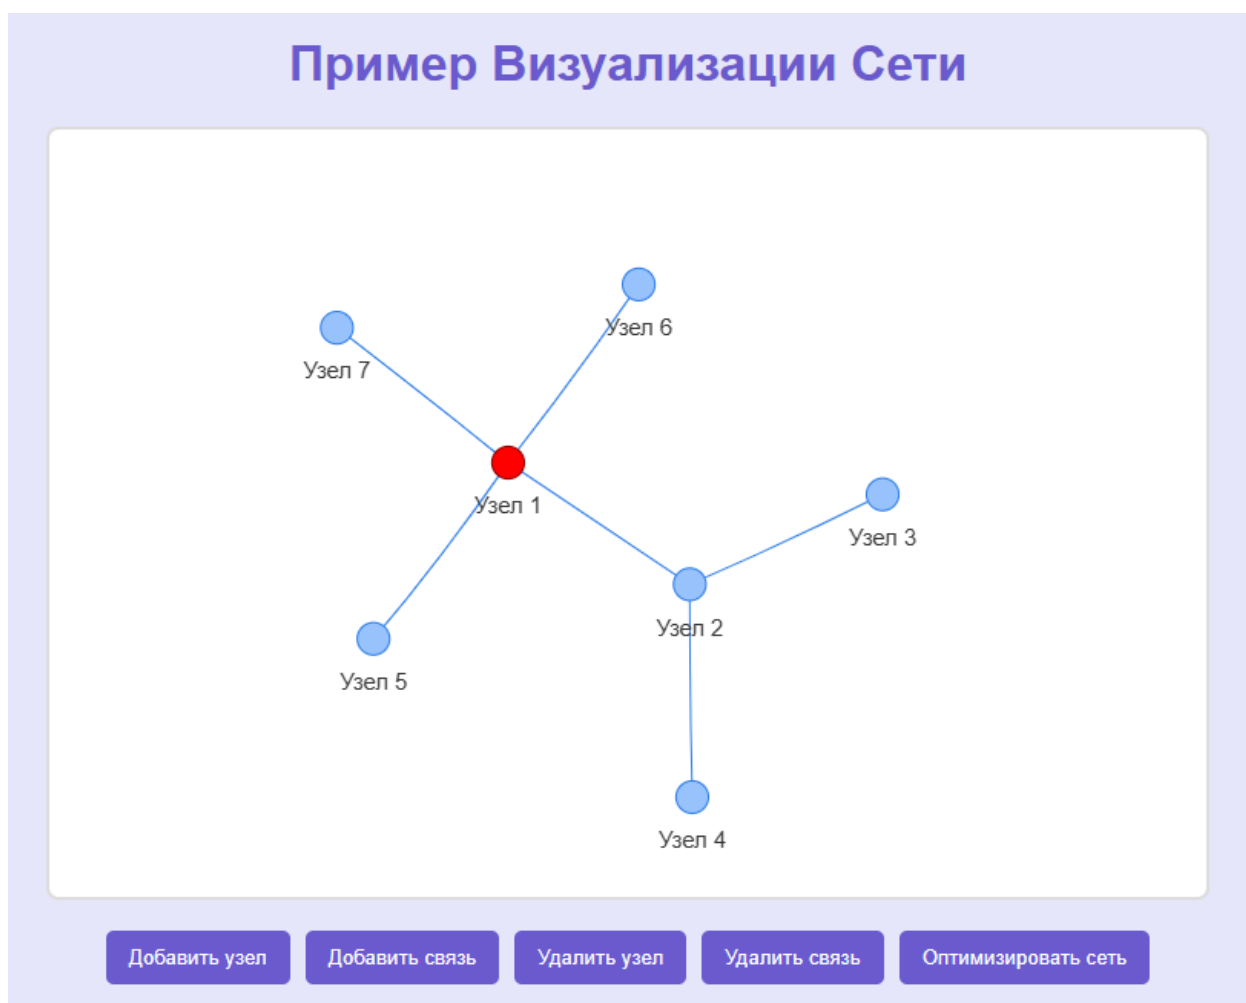 Пример Визуализации Сети
Узел 6
Узел 7
Узел 1
Узел 3
Узел 2
Узел 5
Узел 4
Добавить узел
Добавить связь
Удалить узел
Удалить связь
Оптимизировать сеть